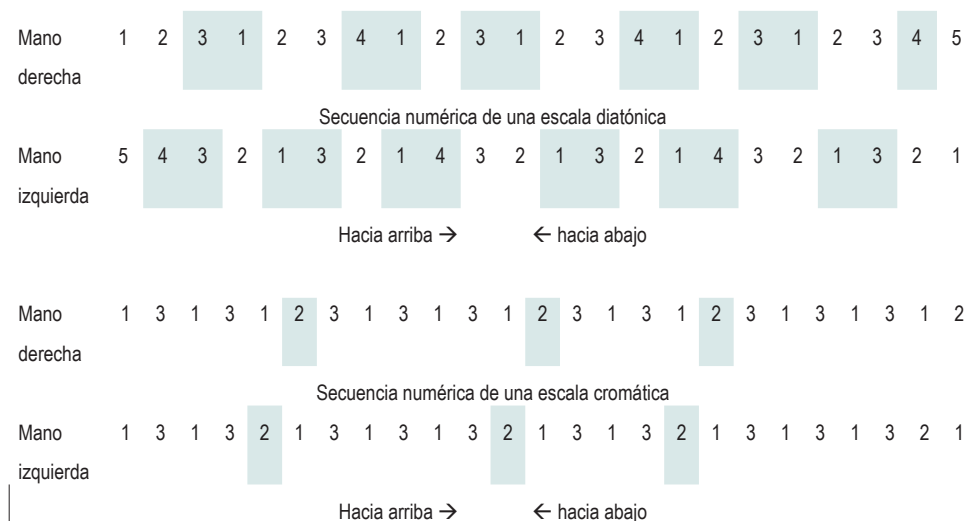 Mano 1 2 3 1 2 3 4 1 2 3 1 2 3 4 1 2 3 1 2 3 4 5
derecha
Secuencia numérica de una escala diatónica
Mano 5 4 3 2 1 3 2 1 4 3 2 1 3 2 1 4 3 2 1 3 2 1
izquierda
Hacia arriba → ← hacia abajo
Mano 1 3 1 3 1 2 3 1 3 1 3 1 2 3 1 3 1 2 3 1 3 1 3 1 2
derecha
Secuencia numérica de una escala cromática
Mano 1 3 1 3 2 1 3 1 3 1 3 2 1 3 1 3 2 1 3 1 3 1 3 2 1
izquierda
Hacia arriba → ← hacia abajo